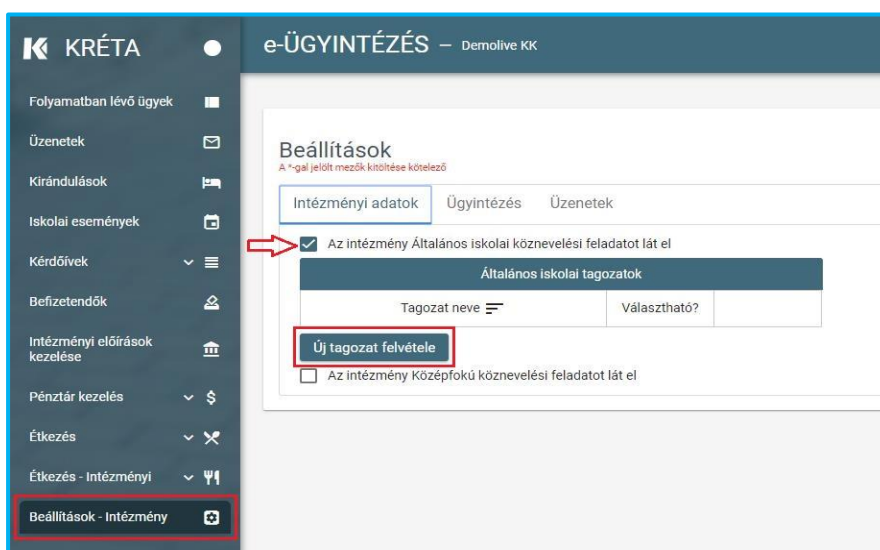 KRÉTA
e-ÜGYINTÉZÉS – Demolive KK
Folyamatban lévő ügyek
Üzenetek
Kirándulások
Iskolai események
Kérdőívek
Befizetendők
Intézményi előírások
kezelése
Pénztár kezelés
Étkezés
Étkezés - Intézményi
Beállítások - Intézmény
Beállítások
A *-gal jelölt mezők kitöltése kötelező
Intézményi adatok Ügyintézés Üzenetek
Az intézmény Általános iskolai köznevelési feladatot lát el
Általános iskolai tagozatok
Tagozat neve Választható?
Új tagozat felvétele
Az intézmény Középfokú köznevelési feladatot lát el